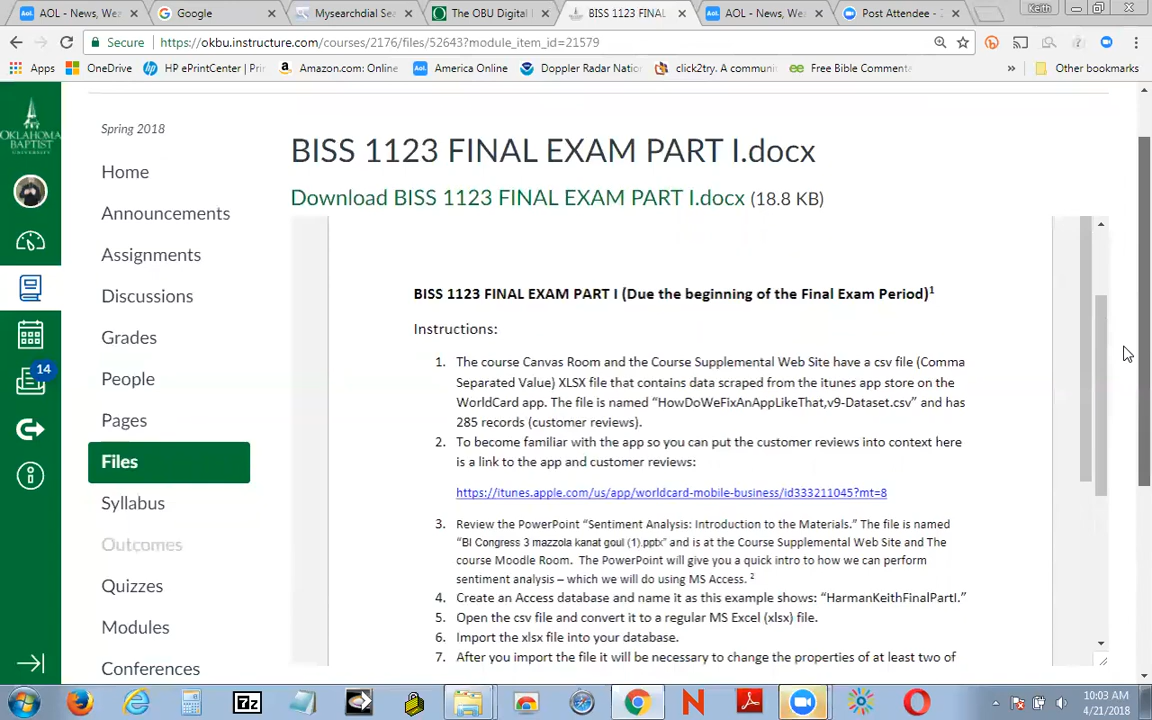 AOL - News, Wea
Google
Mysearchdial Sea
The OBU Digital
BISS 1123 FINAL
AOL - News, Wea
Post Attendee -
Keith
Secure
https://okbu.instructure.com/courses/2176/files/52643?module_item_id=21579
Apps
OneDrive
HP ePrintCenter | Pri
Amazon.com: Online
America Online
Doppler Radar Natio
click2try. A communi
Free Bible Comment
»
Other bookmarks
OKLAHOMA
BAPTIST
14
Spring 2018
Home
Announcements
Assignments
Discussions
Grades
People
Pages
Files
Syllabus
Outcomes
Quizzes
Modules
Conferences
BISS 1123 FINAL EXAM PART I.docx
Download BISS 1123 FINAL EXAM PART I.docx (18.8 KB)
BISS 1123 FINAL EXAM PART I (Due the beginning of the Final Exam Period)1
Instructions:
1. The course Canvas Room and the Course Supplemental Web Site have a csv file (Comma
Separated Value) XLSX file that contains data scraped from the itunes app store on the
WorldCard app. The file is named “HowDoWeFixAnAppLikeThat,v9-Dataset.csv” and has
285 records (customer reviews).
2. To become familiar with the app so you can put the customer reviews into context here
is a link to the app and customer reviews:
https://itunes.apple.com/us/app/worldcard-mobile-business/id333211045?mt=8
3. Review the PowerPoint “Sentiment Analysis: Introduction to the Materials.” The file is named
“BI Congress 3 mazzola kanat goul (1).pptx” and is at the Course Supplemental Web Site and The
course Moodle Room. The PowerPoint will give you a quick intro to how we can perform
sentiment analysis – which we will do using MS Access. 2
4. Create an Access database and name it as this example shows: “HarmanKeithFinalPartI.”
5. Open the csv file and convert it to a regular MS Excel (xlsx) file.
6. Import the xlsx file into your database.
7. After you import the file it will be necessary to change the properties of at least two of
7z
N
10:03 AM
4/21/2018